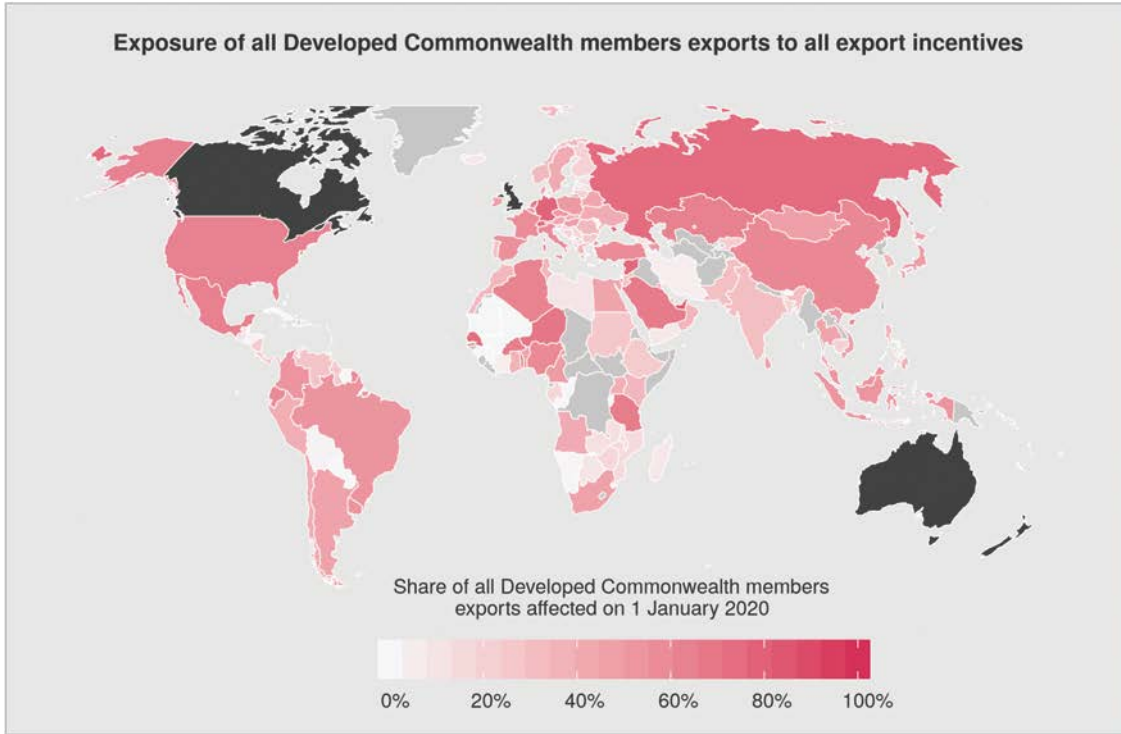 Exposure of all Developed Commonwealth members exports to all export incentives
Share of all Developed Commonwealth members
exports affected on 1 January 2020
0% 20% 40% 60% 80% 100%